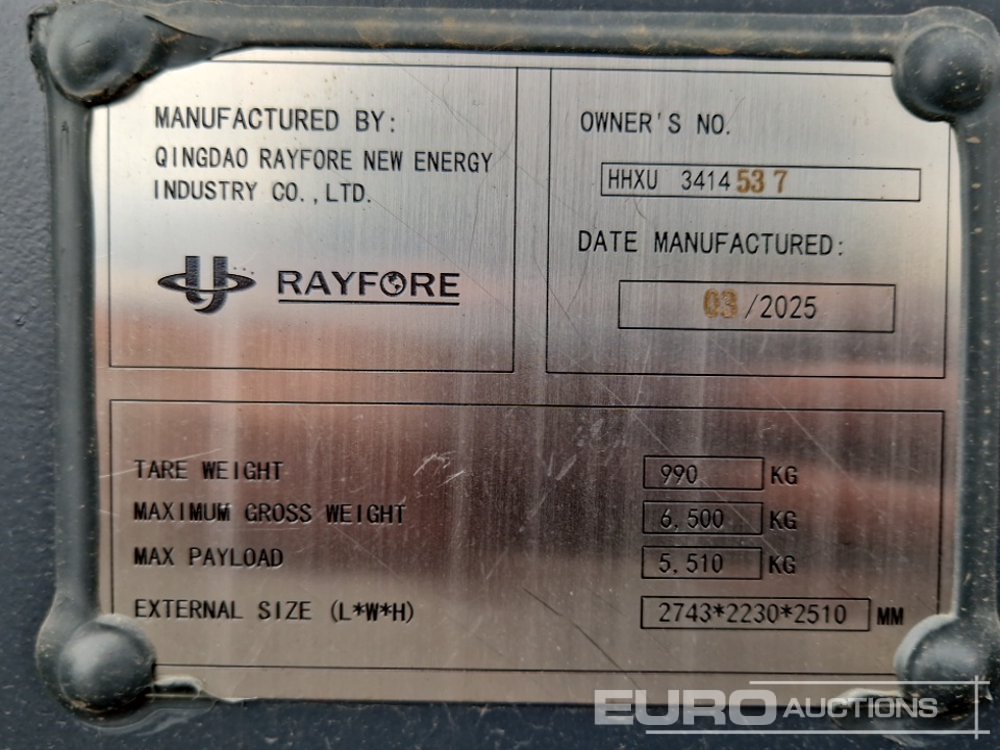 MANUFACTURED BY:
QINGDAO RAYFORE NEW ENERGY
INDUSTRY CO.,LTD.
RAYFORE
OWNER'S NO.
HHXU 3414537
DATE MANUFACTURED:
03/2025
TARE WEIGHT 990 KG
MAXIMUM GROSS WEIGHT 6,500 KG
MAX PAYLOAD 5,510 KG
EXTERNAL SIZE (L*W*H) 2743*2230*2510 MM
EURO AUCTIONS